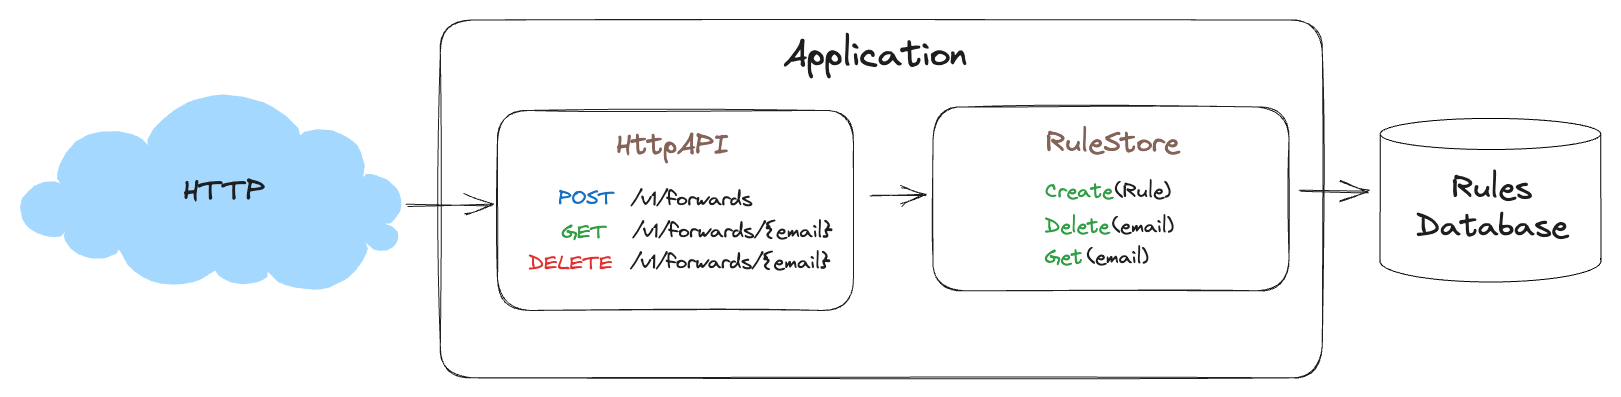 Application
HTTP
HttpAPI
POST /v1/forwards
GET /v1/forwards/{email}
DELETE /v1/forwards/{email}
RuleStore
Create(Rule)
Delete(email)
Get(email)
Rules
Database